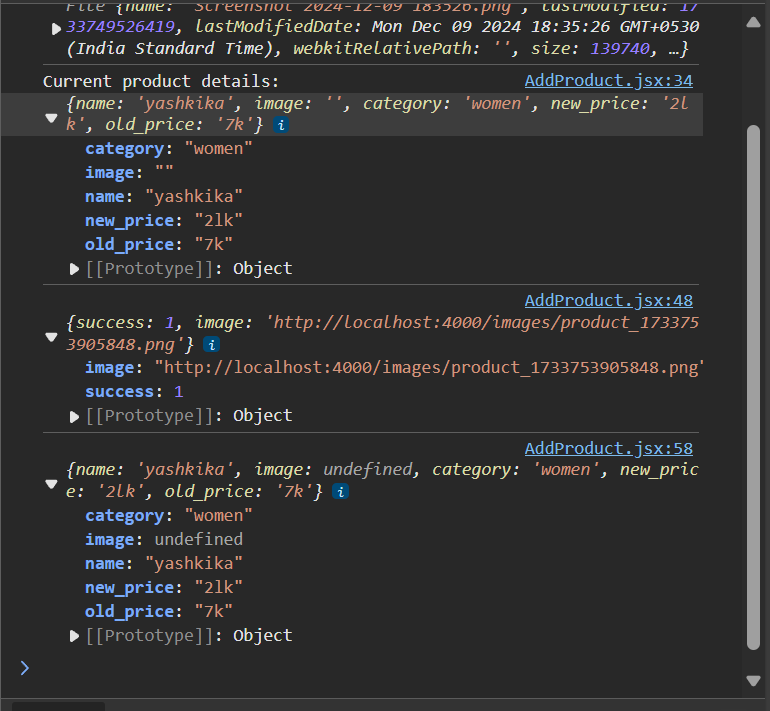 File {name: 'Screenshot 2024-12-09 183526.png', lastModified: 17
33749526419, lastModifiedDate: Mon Dec 09 2024 18:35:26 GMT+0530
(India Standard Time), webkitRelativePath: '', size: 139740, …}
Current product details: AddProduct.jsx:34
{name: 'yashkika', image: '', category: 'women', new_price: '2l
k', old_price: '7k'} i
category: "women"
image: ""
name: "yashkika"
new_price: "2lk"
old_price: "7k"
[[Prototype]]: Object
AddProduct.jsx:48
{success: 1, image: 'http://localhost:4000/images/product_173375
3905848.png'} i
image: "http://localhost:4000/images/product_1733753905848.png"
success: 1
[[Prototype]]: Object
AddProduct.jsx:58
{name: 'yashkika', image: undefined, category: 'women', new_pric
e: '2lk', old_price: '7k'} i
category: "women"
image: undefined
name: "yashkika"
new_price: "2lk"
old_price: "7k"
[[Prototype]]: Object